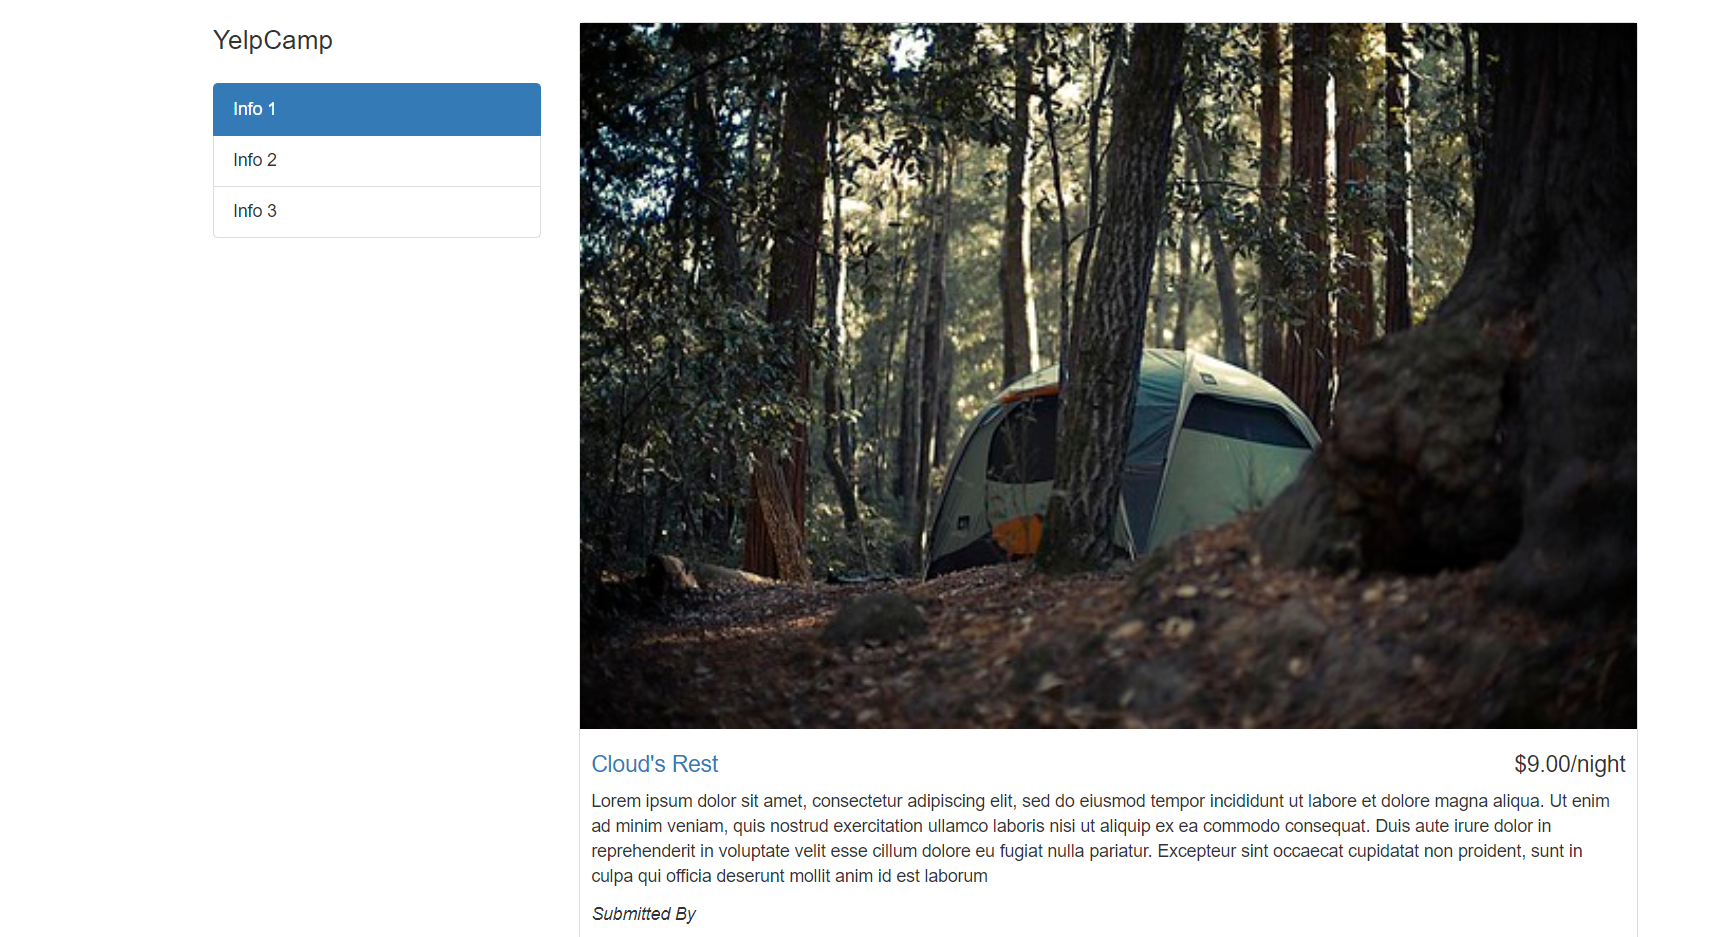 YelpCamp
Info 1
Info 2
Info 3
Cloud's Rest
$9.00/night
Lorem ipsum dolor sit amet, consectetur adipiscing elit, sed do eiusmod tempor incididunt ut labore et dolore magna aliqua. Ut enim
ad minim veniam, quis nostrud exercitation ullamco laboris nisi ut aliquip ex ea commodo consequat. Duis aute irure dolor in
reprehenderit in voluptate velit esse cillum dolore eu fugiat nulla pariatur. Excepteur sint occaecat cupidatat non proident, sunt in
culpa qui officia deserunt mollit anim id est laborum
Submitted By